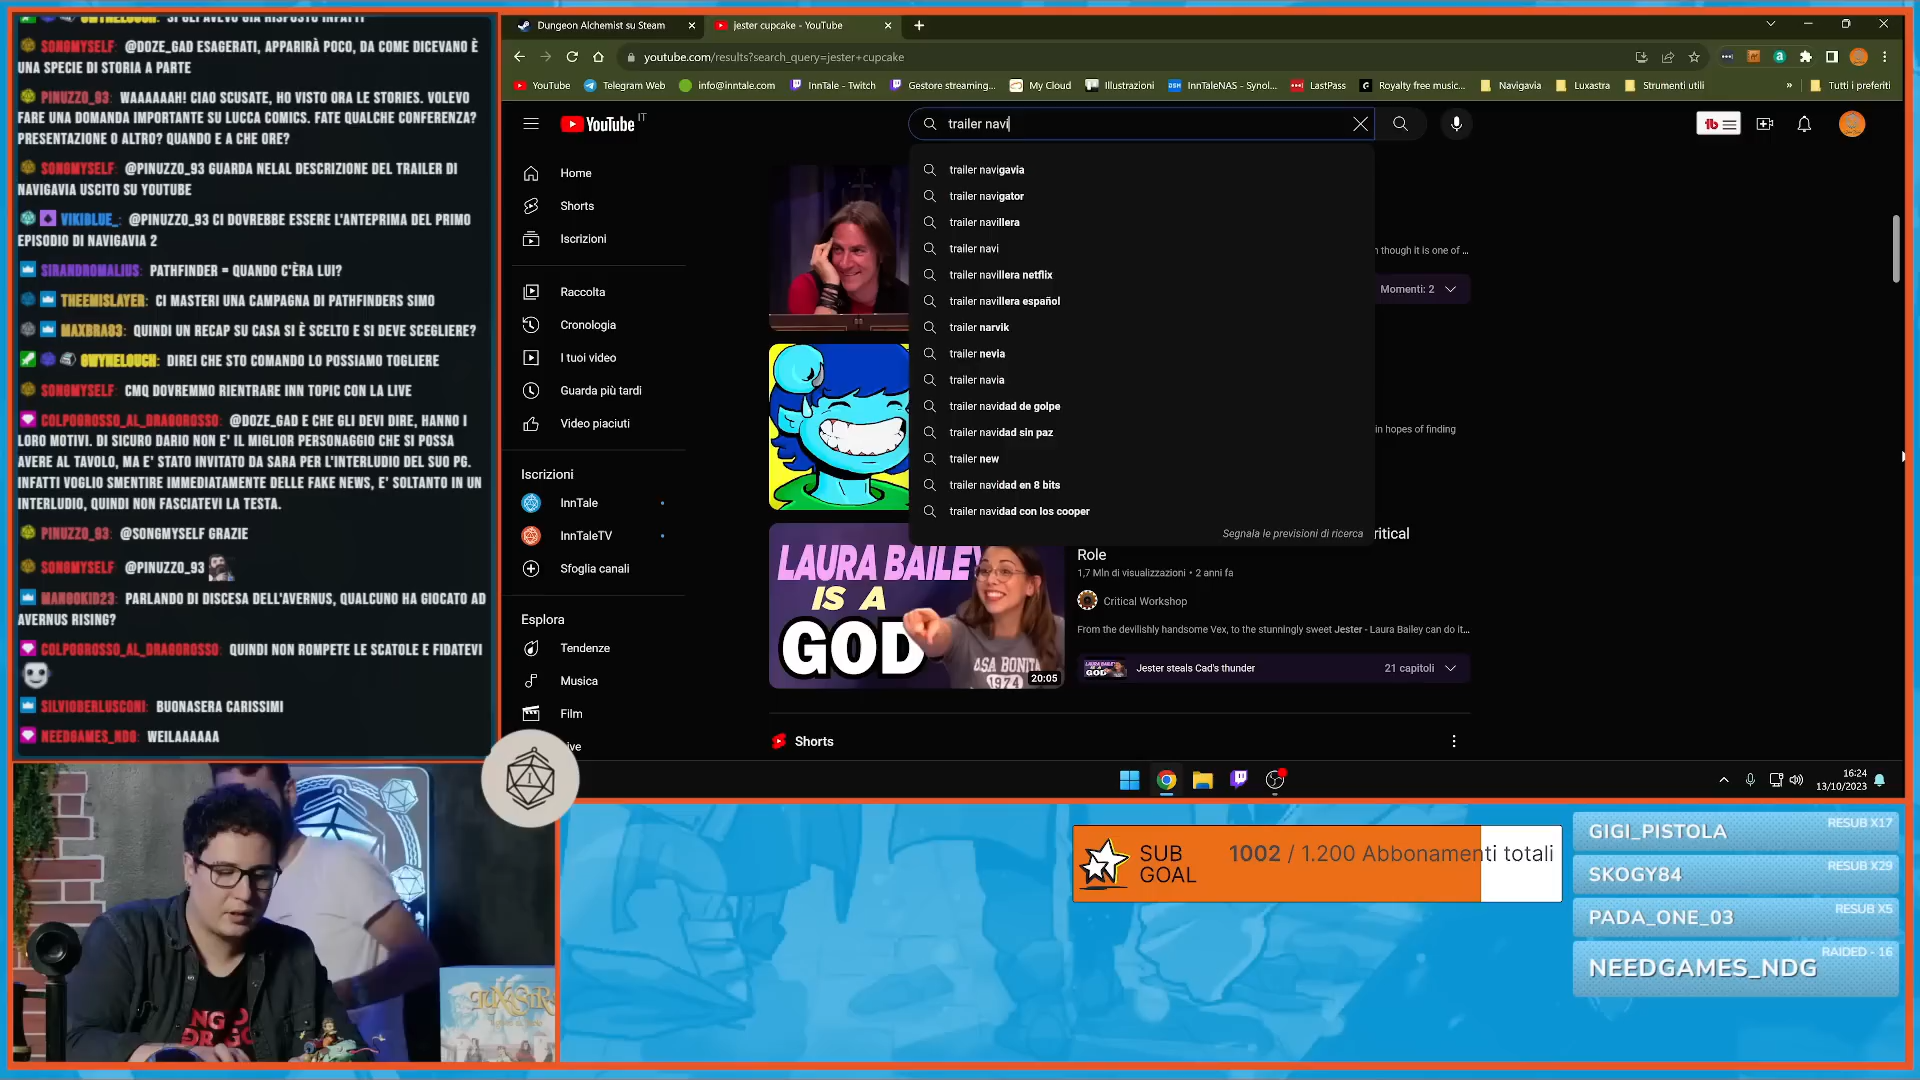 SONGMYSELF: @DOZE_GAD ESAGERATI, APPARIRÀ POCO, DA COME DICEVANO È
UNA SPECIE DI STORIA A PARTE
PINUZZO_93: WAAAAAAH! CIAO SCUSATE, HO VISTO ORA LE STORIES. VOLEVO
FARE UNA DOMANDA IMPORTANTE SU LUCCA COMICS. FATE QUALCHE CONFERENZA?
PRESENTAZIONE O ALTRO? QUANDO E A CHE ORE?
SONGMYSELF: @PINUZZO_93 GUARDA NELAL DESCRIZIONE DEL TRAILER DI
NAVIGAVIA USCITO SU YOUTUBE
VIKIBLUE_: @PINUZZO_93 CI DOVREBBE ESSERE L'ANTEPRIMA DEL PRIMO
EPISODIO DI NAVIGAVIA 2
SIRANDROMALIUS: PATHFINDER = QUANDO C'ÈRA LUI?
THEEMISLAYER: CI MASTERI UNA CAMPAGNA DI PATHFINDERS SIMO
MAXBRA83: QUINDI UN RECAP SU CASA SI È SCELTO E SI DEVE SCEGLIERE?
GWYNELOUGH: DIREI CHE STO COMANDO LO POSSIAMO TOGLIERE
SONGMYSELF: CMQ DOVREMMO RIENTRARE INN TOPIC CON LA LIVE
COLPOGROSSO_AL_DRAGOROSSO: @DOZE_GAD E CHE GLI DEVI DIRE, HANNO I
LORO MOTIVI. DI SICURO DARIO NON E' IL MIGLIOR PERSONAGGIO CHE SI POSSA
AVERE AL TAVOLO, MA E' STATO INVITATO DA SARA PER L'INTERLUDIO DEL SUO PG.
INFATTI VOGLIO SMENTIRE IMMEDIATAMENTE DELLE FAKE NEWS, E' SOLTANTO IN UN
INTERLUDIO, QUINDI NON FASCIATEVI LA TESTA.
PINUZZO_93: @SONGMYSELF GRAZIE
SONGMYSELF: @PINUZZO_93
MANGOKID23: PARLANDO DI DISCESA DELL'AVERNUS, QUALCUNO HA GIOCATO AD
AVERNUS RISING?
COLPOGROSSO_AL_DRAGOROSSO: QUINDI NON ROMPETE LE SCATOLE E FIDATEVI
SILVIOBERLUSCONI: BUONASERA CARISSIMI
NEEDGAMES_NDG: WEILAAAAAA
Dungeon Alchemist su Steam
jester cupcake - YouTube
youtube.com/results?search_query=jester+cupcake
YouTube
Telegram Web
info@inntale.com
InnTale - Twitch
Gestore streaming...
My Cloud
Illustrazioni
InnTaleNAS - Synol...
LastPass
Royalty free music...
Navigavia
Luxastra
Strumenti utili
»
Tutti i preferiti
YouTube IT
trailer navi
Home
Shorts
Iscrizioni
Raccolta
Cronologia
I tuoi video
Guarda più tardi
Video piaciuti
Iscrizioni
InnTale
InnTaleTV
Sfoglia canali
Esplora
Tendenze
Musica
Film
ive
trailer navigavia
trailer navigator
trailer navillera
trailer navi
trailer navillera netflix
trailer navillera español
trailer narvik
trailer nevia
trailer navia
trailer navidad de golpe
trailer navidad sin paz
trailer new
trailer navidad en 8 bits
trailer navidad con los cooper
Segnala le previsioni di ricerca
n though it is one of ...
Momenti: 2
in hopes of finding
ritical
Role
1,7 Mln di visualizzazioni • 2 anni fa
Critical Workshop
From the devilishly handsome Vex, to the stunningly sweet Jester - Laura Bailey can do it...
Jester steals Cad's thunder
21 capitoli
LAURA BAILEY
IS A
GOD
ASA BONITA
1974
20:05
Shorts
16:24
13/10/2023
SUB
GOAL
1002 / 1.200 Abbonamenti totali
GIGI_PISTOLA
RESUB X17
SKOGY84
RESUB X29
PADA_ONE_03
RESUB X5
NEEDGAMES_NDG
RAIDED - 16